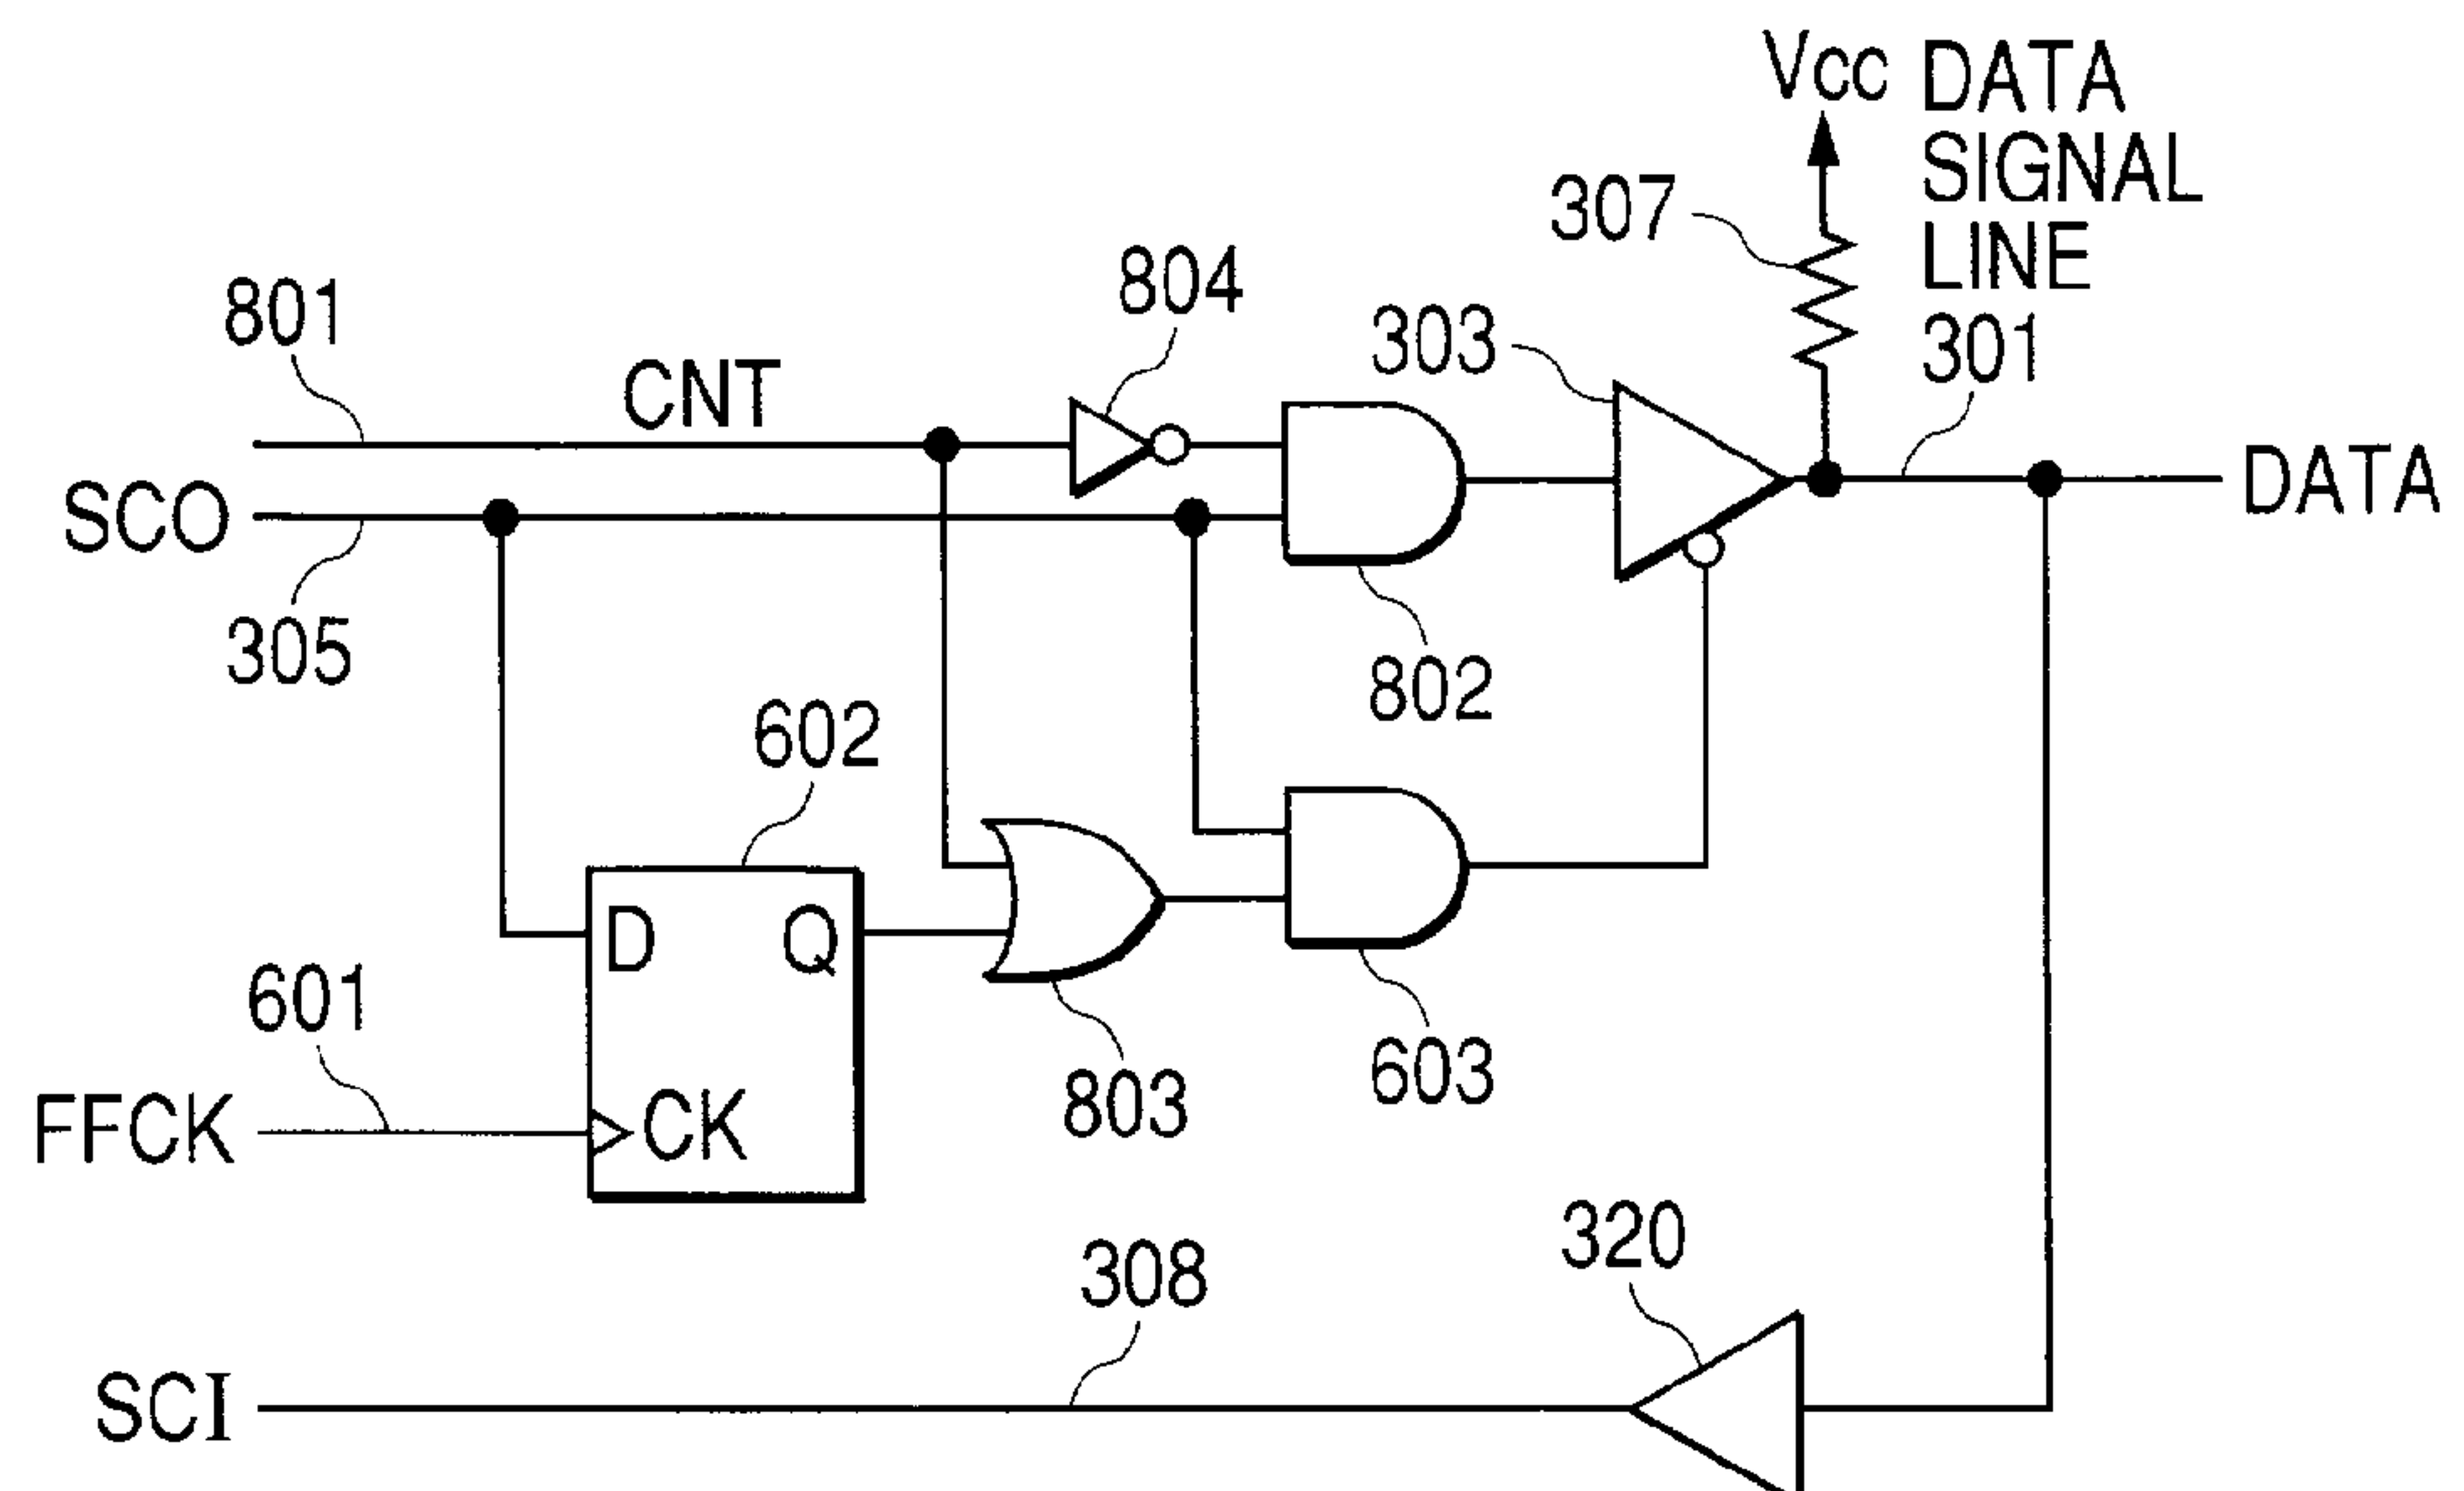 Vcc
DATA
SIGNAL
LINE
301
307
804
303
801
CNT
SCO
305
DATA
802
602
D
Q
601
FFCK
CK
803
603
320
308
SCI